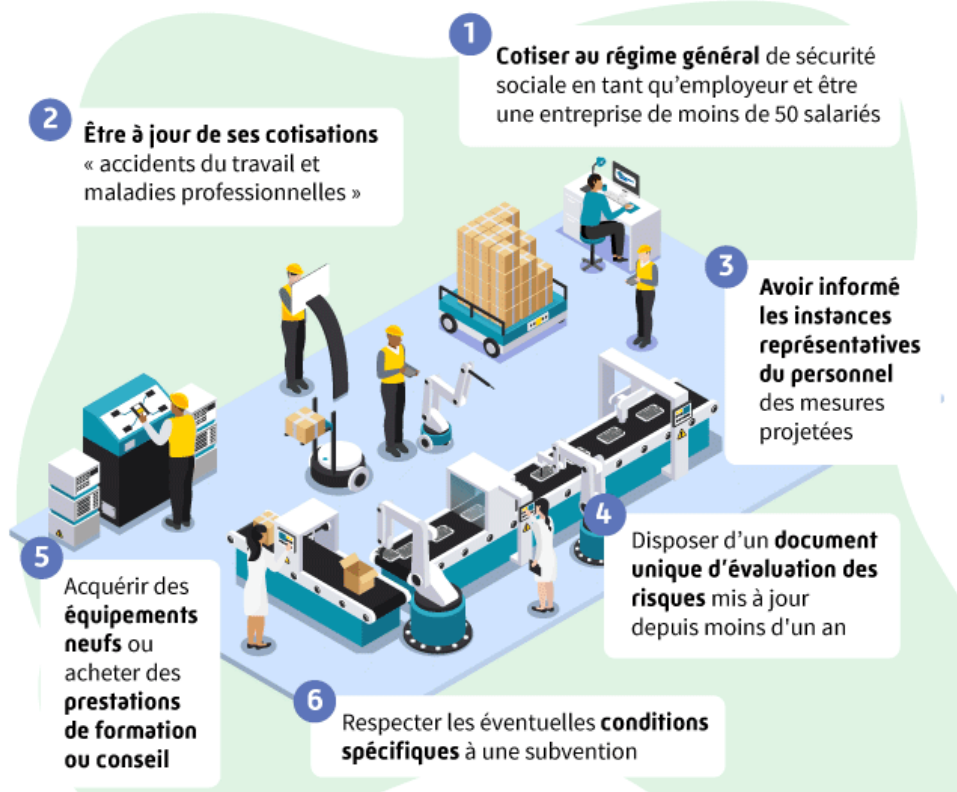 1
Cotiser au régime général de sécurité
sociale en tant qu’employeur et être
une entreprise de moins de 50 salariés
2
Être à jour de ses cotisations
« accidents du travail et
maladies professionnelles »
3
Avoir informé
les instances
représentatives
du personnel
des mesures
projetées
4
Disposer d’un document
unique d’évaluation des
risques mis à jour
depuis moins d'un an
5
Acquérir des
équipements
neufs ou
acheter des
prestations
de formation
ou conseil
6
Respecter les éventuelles conditions
spécifiques à une subvention